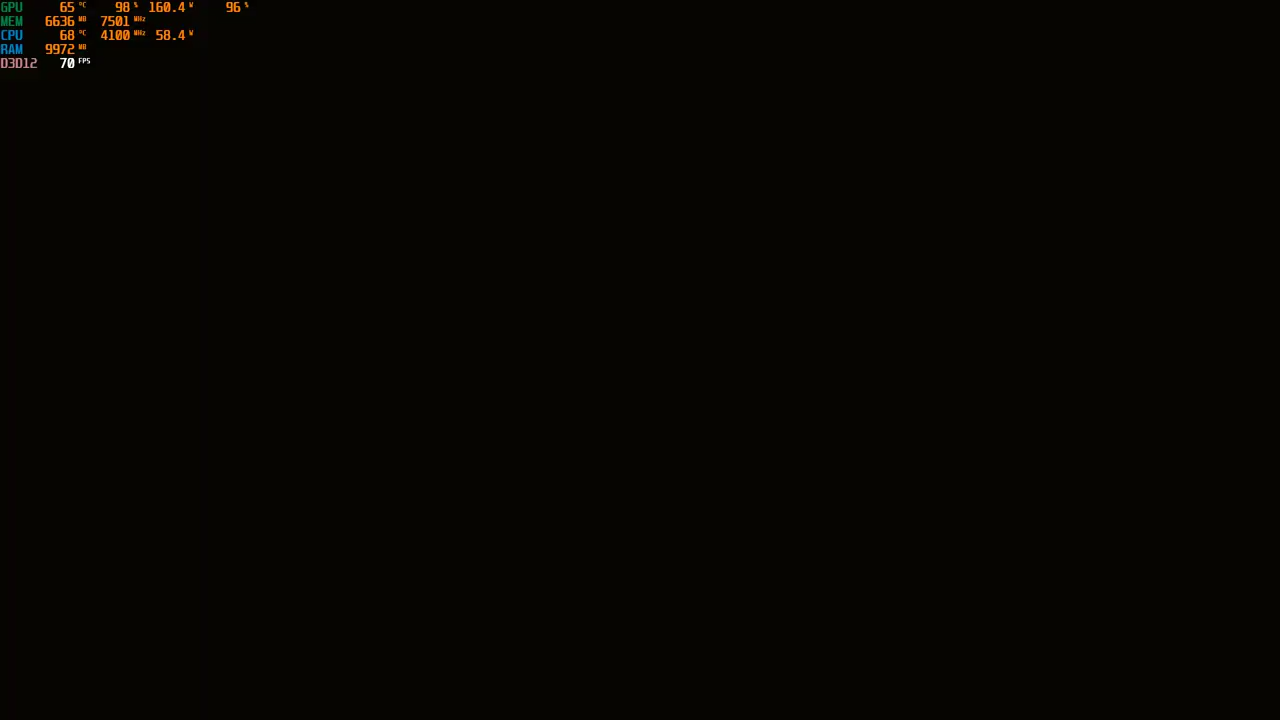 GPU 65 °C 98 % 160.4 W 96 %
MEM 6636 MB 7501 MHz
CPU 68 °C 4100 MHz 58.4 W
RAM 9972 MB
D3D12 70 FPS